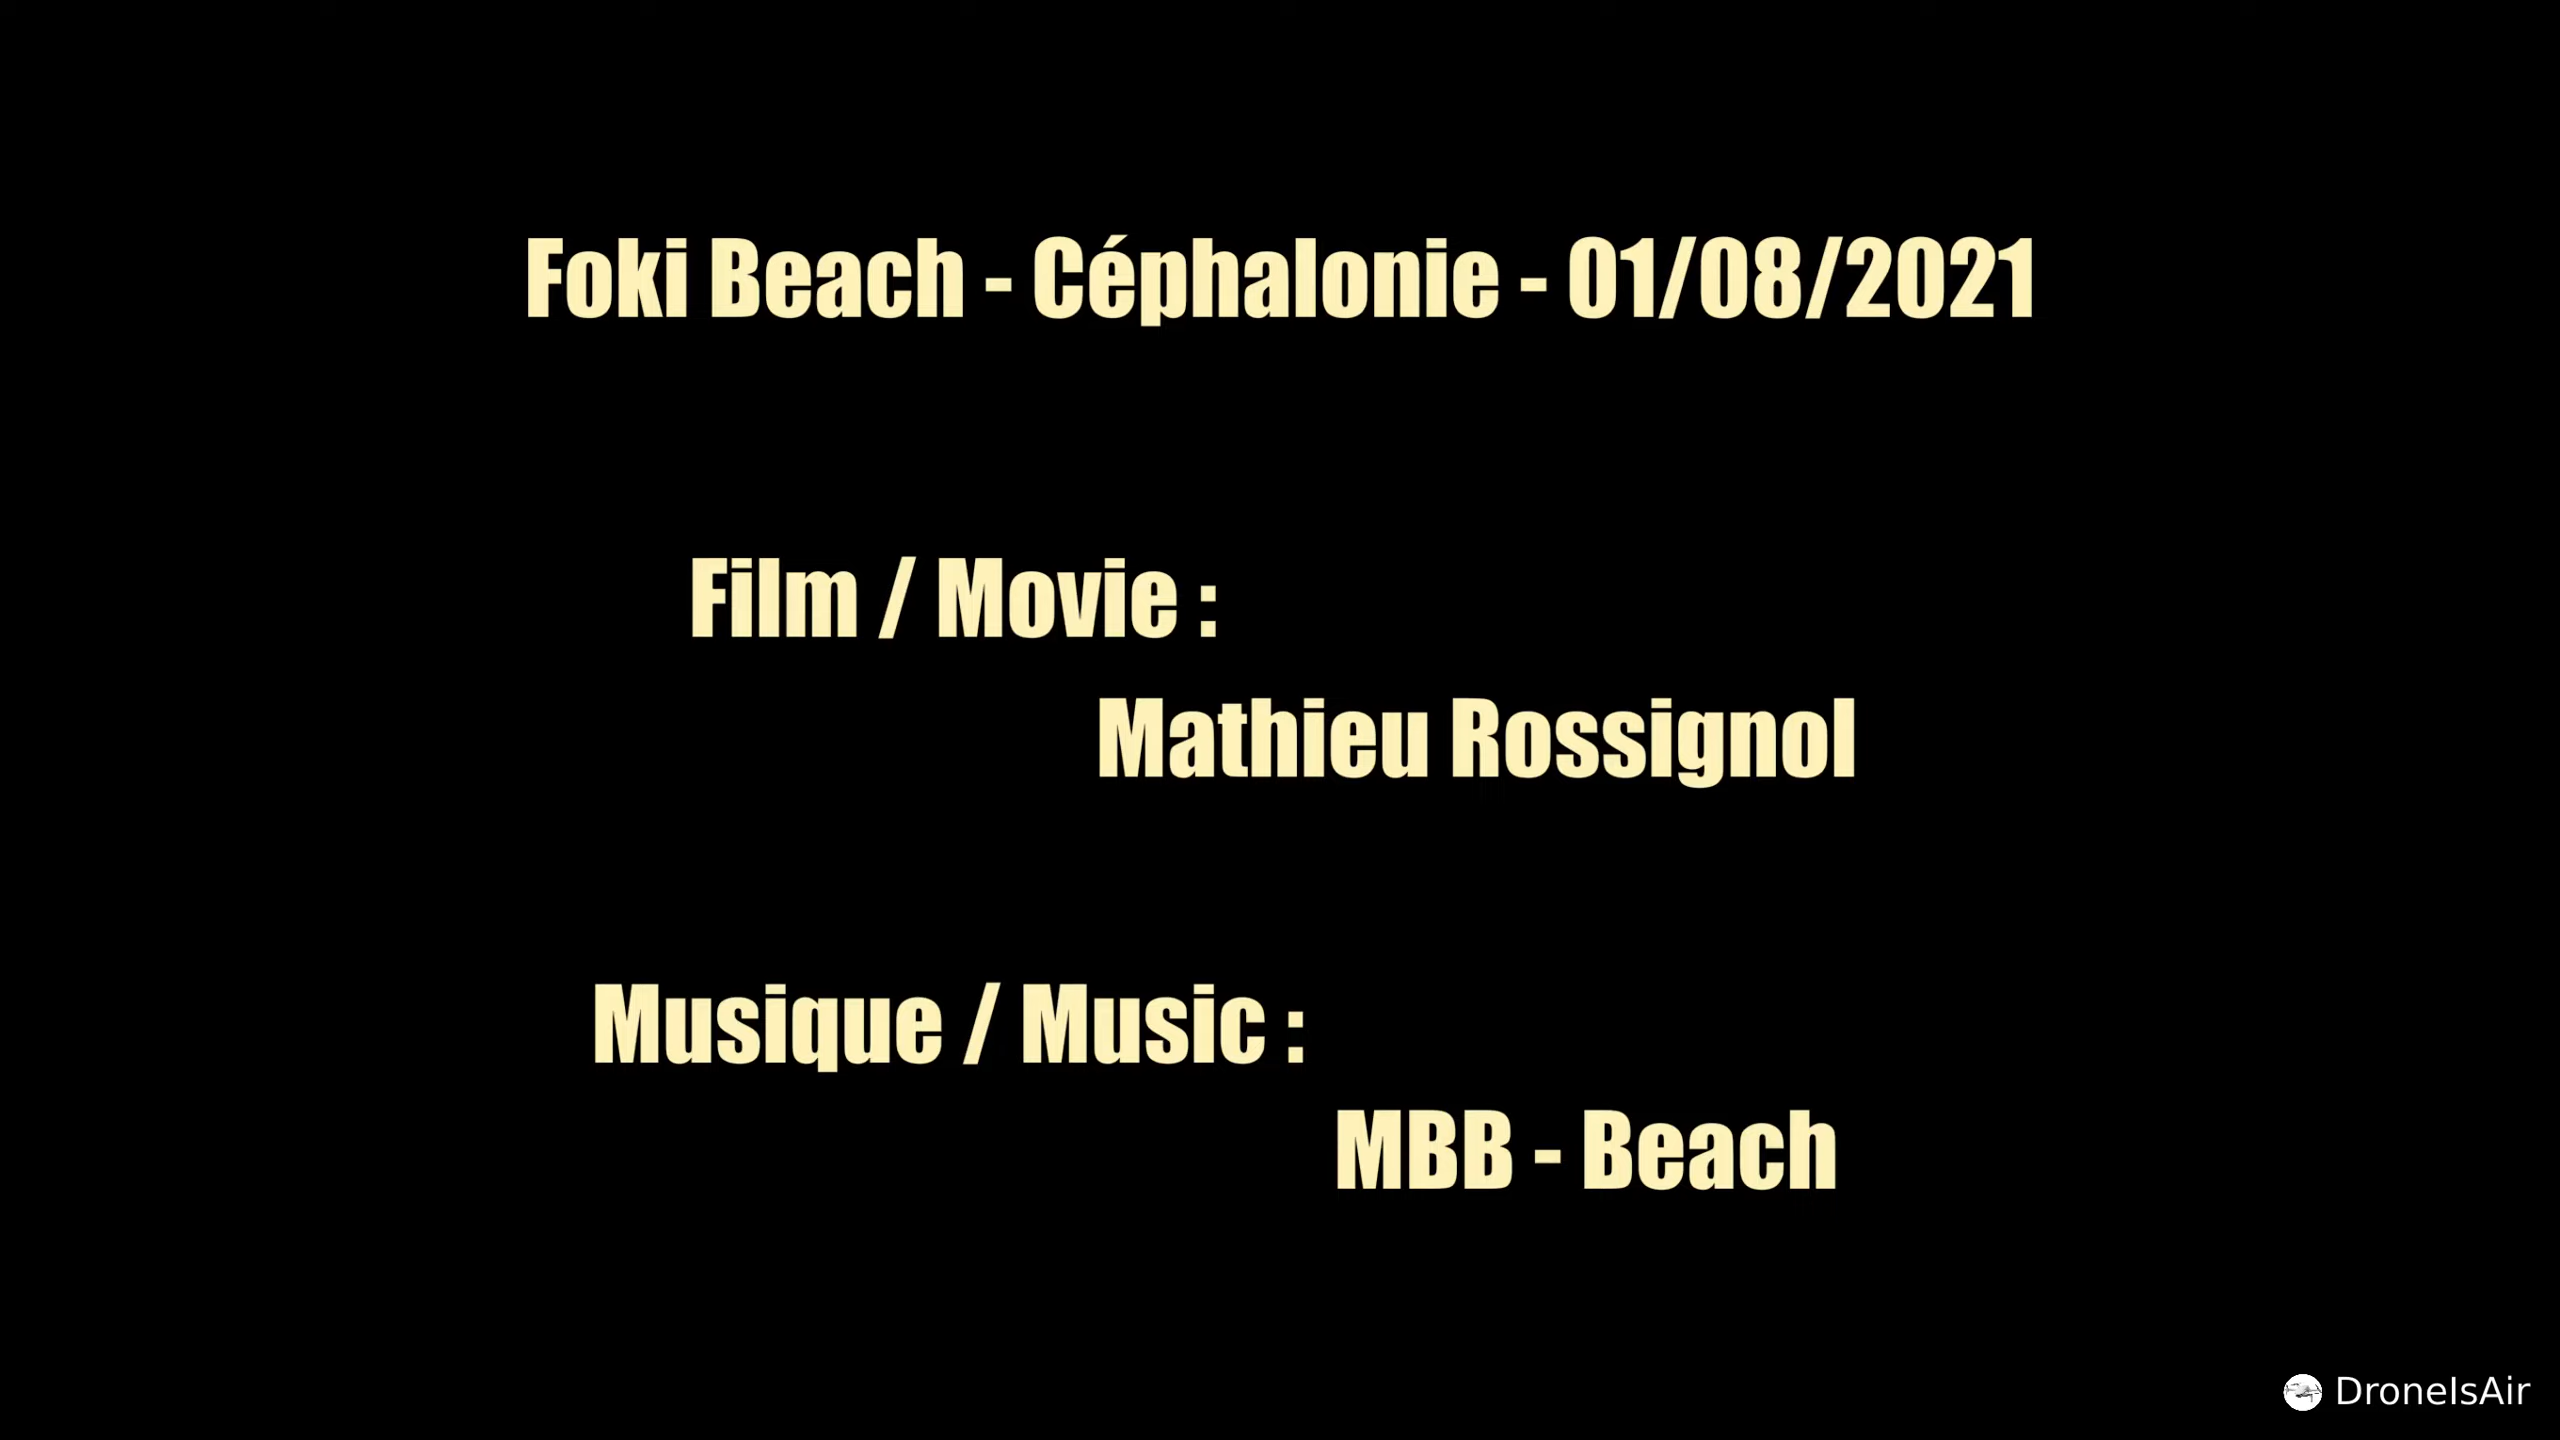 Foki Beach - Céphalonie - 01/08/2021
Film / Movie :
Mathieu Rossignol
Musique / Music :
MBB - Beach
DroneIsAir